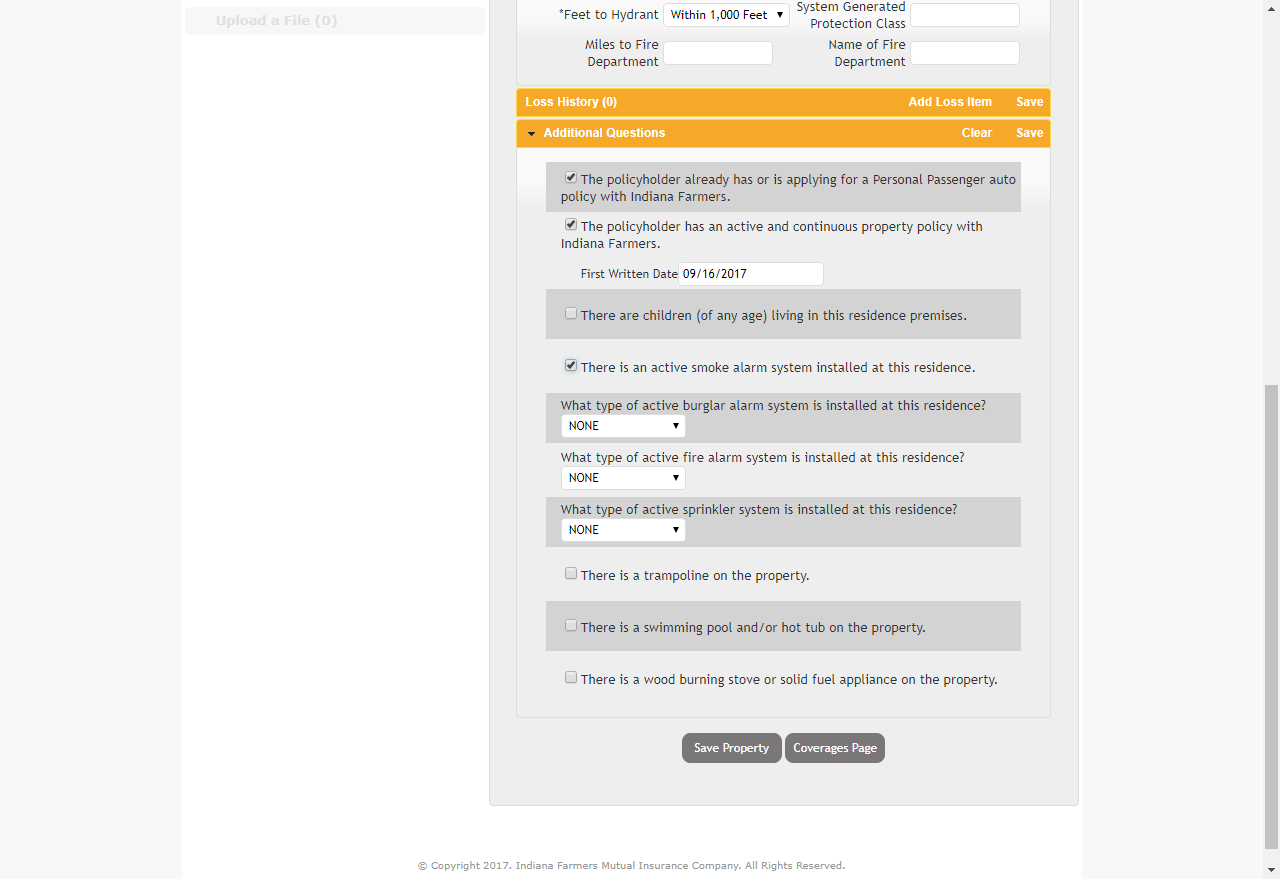 Upload a File (0)
*Feet to Hydrant Within 1,000 Feet System Generated Protection Class
Miles to Fire Department Name of Fire Department
Loss History (0) Add Loss Item Save
Additional Questions Clear Save
The policyholder already has or is applying for a Personal Passenger auto
policy with Indiana Farmers.
The policyholder has an active and continuous property policy with
Indiana Farmers.
First Written Date 09/16/2017
There are children (of any age) living in this residence premises.
There is an active smoke alarm system installed at this residence.
What type of active burglar alarm system is installed at this residence?
NONE
What type of active fire alarm system is installed at this residence?
NONE
What type of active sprinkler system is installed at this residence?
NONE
There is a trampoline on the property.
There is a swimming pool and/or hot tub on the property.
There is a wood burning stove or solid fuel appliance on the property.
Save Property Coverages Page
© Copyright 2017. Indiana Farmers Mutual Insurance Company. All Rights Reserved.